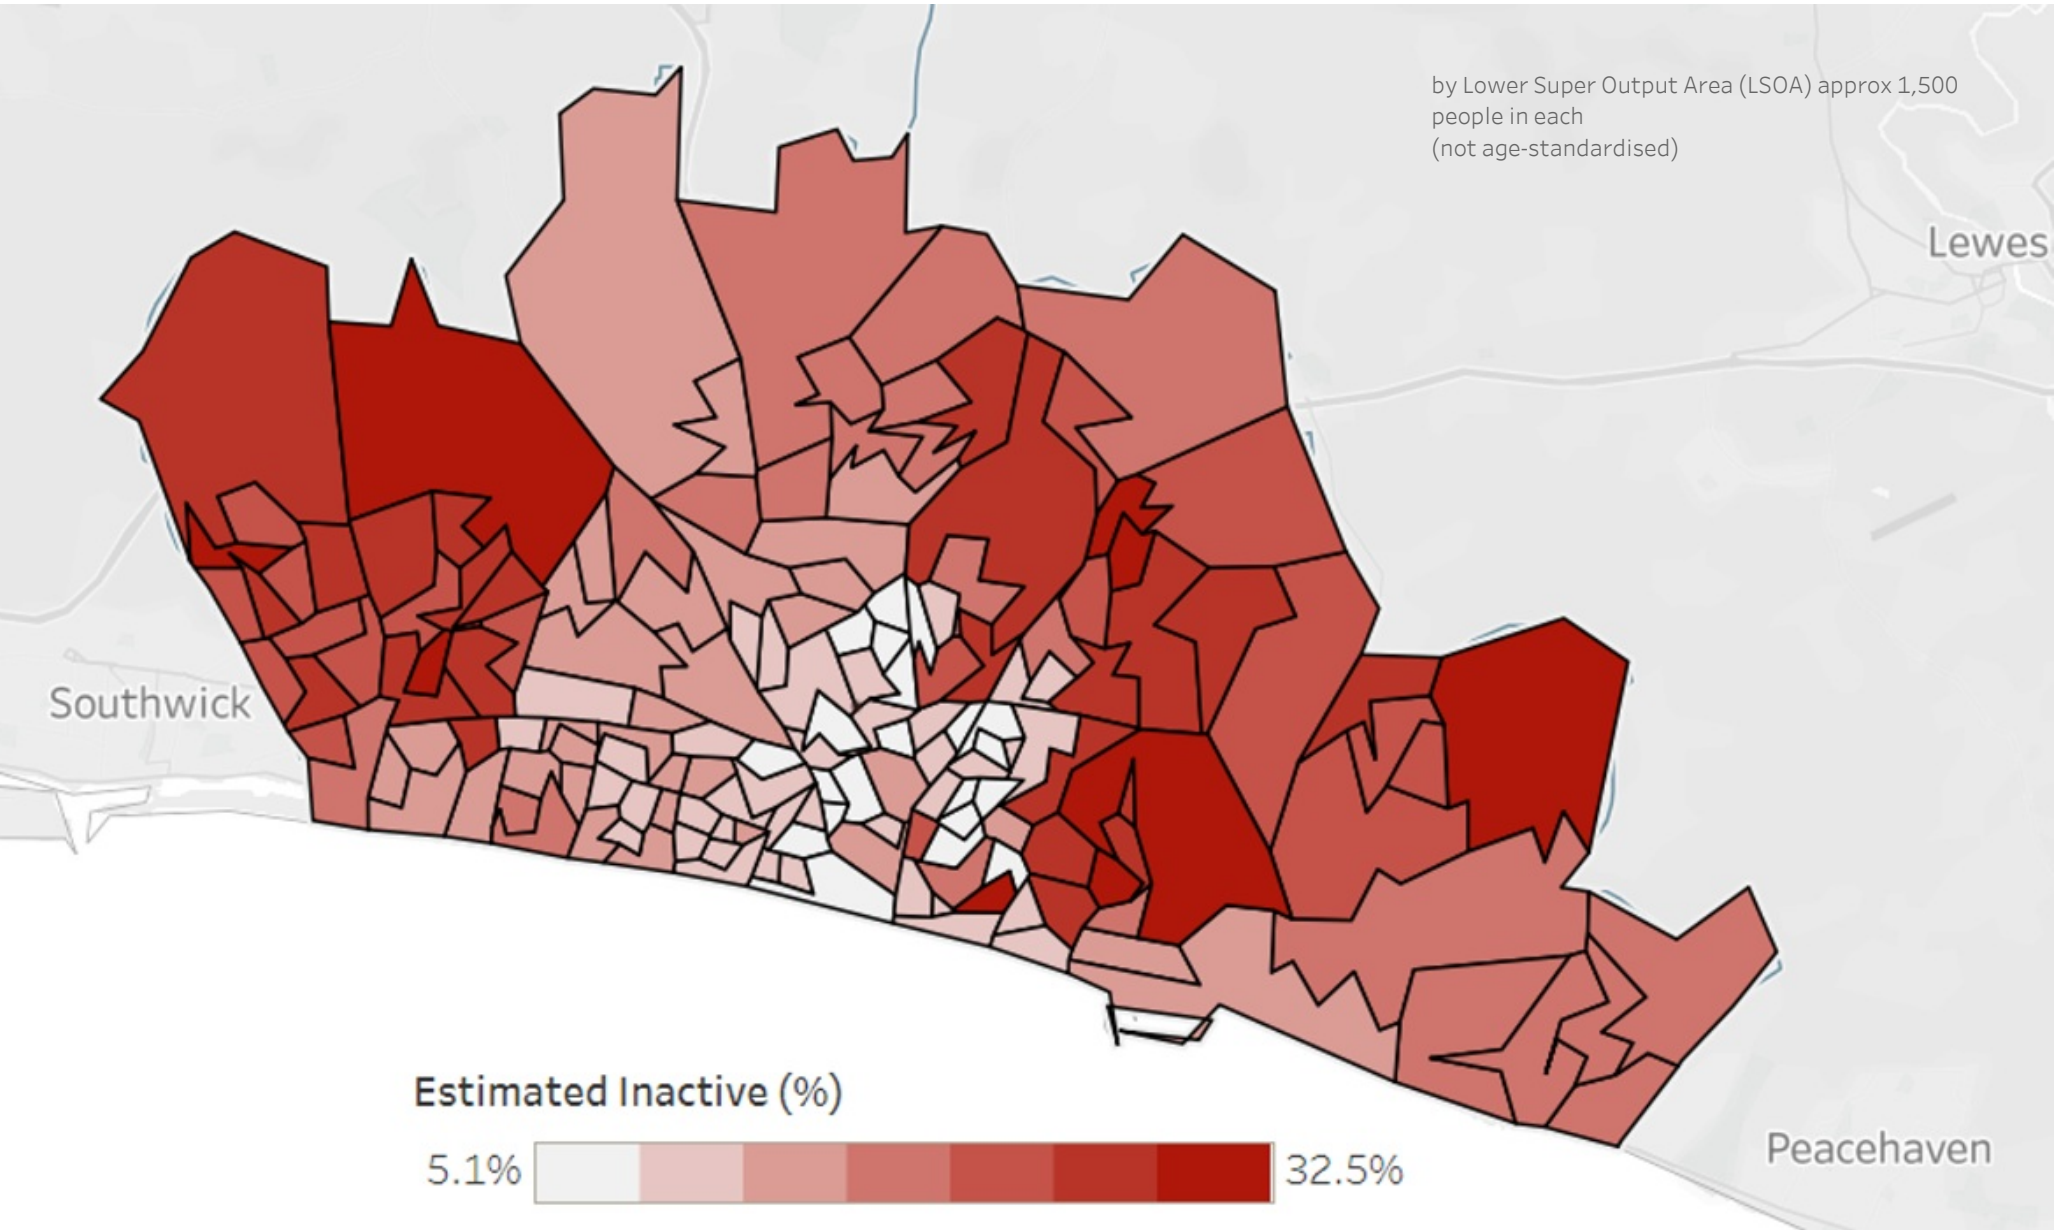 by Lower Super Output Area (LSOA) approx 1,500
people in each
(not age-standardised)
Lewes
Southwick
Estimated Inactive (%)
5.1%
32.5%
Peacehaven